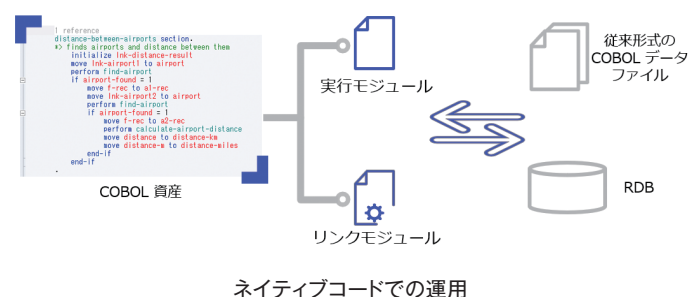 1 reference
distance-between-airports section.
*> finds airports and distance between them
initialize lnk-distance-result
move lnk-airport1 to airport
perform find-airport
if airport-found = 1
move f-rec to a1-rec
move lnk-airport2 to airport
perform find-airport
if airport-found = 1
move f-rec to a2-rec
perform calculate-airport-distance
move distance to distance-km
move distance-m to distance-miles
end-if
end-if
.
COBOL 資産
実行モジュール
リンクモジュール
従来形式の
COBOL データ
ファイル
RDB
ネイティブコードでの運用